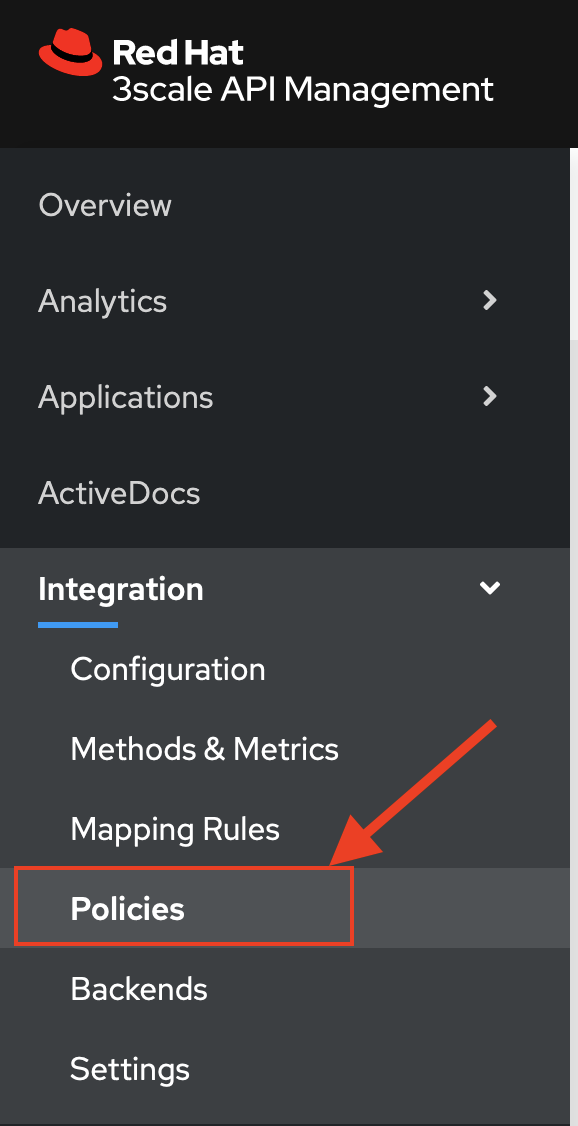 Red Hat
3scale API Management
Overview
Analytics
Applications
ActiveDocs
Integration
Configuration
Methods & Metrics
Mapping Rules
Policies
Backends
Settings